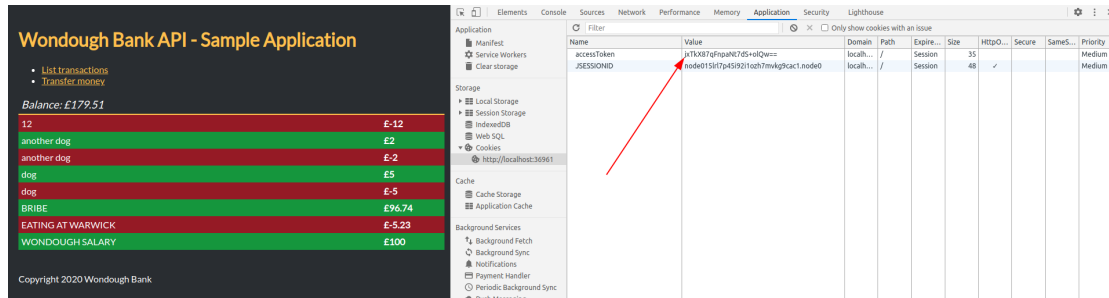 Wondough Bank API - Sample Application
List transactions
Transfer money
Balance: £179.51
12 £-12
another dog £2
another dog £-2
dog £5
dog £-5
BRIBE £96.74
EATING AT WARWICK £-5.23
WONDOUGH SALARY £100
Copyright 2020 Wondough Bank
Elements Console Sources Network Performance Memory Application Security Lighthouse
Application
Manifest
Service Workers
Clear storage
Storage
Local Storage
Session Storage
IndexedDB
Web SQL
Cookies
http://localhost:36961
Cache
Cache Storage
Application Cache
Background Services
Background Fetch
Background Sync
Notifications
Payment Handler
Periodic Background Sync
Filter Only show cookies with an issue
Name Value Domain Path Expire... Size HttpO... Secure SameS... Priority
accessToken localh... / Session 35 Medium
JSESSIONID localh... / Session 48 ✓ Medium